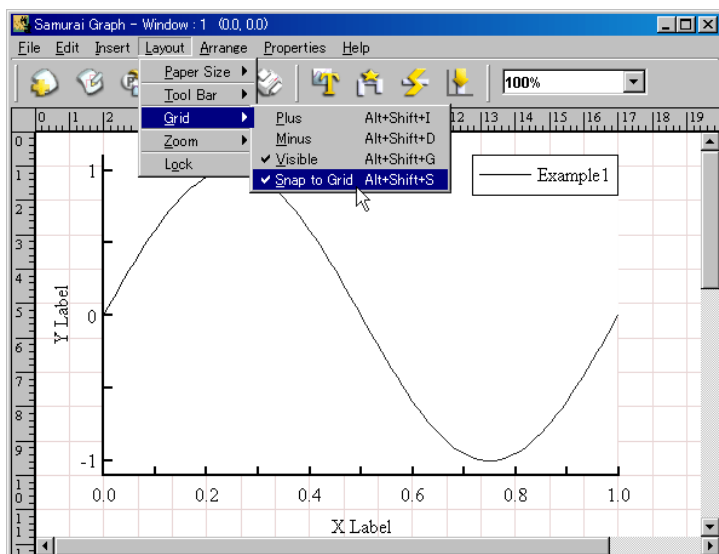 Samurai Graph - Window : 1 (0.0, 0.0)
File Edit Insert Layout Arrange Properties Help
Paper Size
Tool Bar
Grid
Zoom
Lock
Plus Alt+Shift+I
Minus Alt+Shift+D
Visible Alt+Shift+G
Snap to Grid Alt+Shift+S
100%
0 1 2 12 13 14 15 16 17 18 19
0
1
2
3
4
5
6
7
8
9
10
11
Example1
1
0
-1
Y Label
0.0 0.2 0.4 0.6 0.8 1.0
X Label